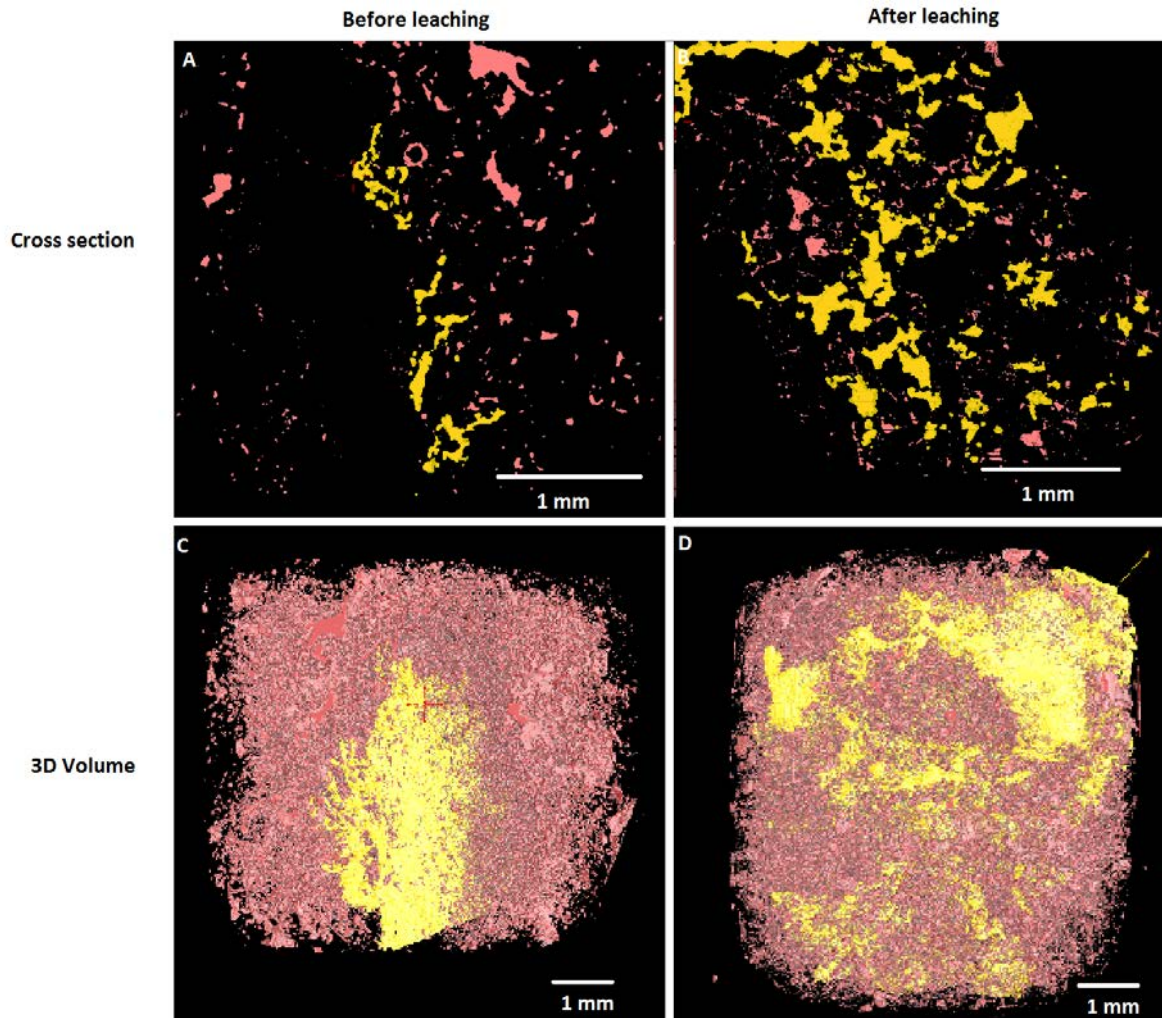 Before leaching
After leaching
A
B
Cross section
1 mm
1 mm
C
D
3D Volume
1 mm
1 mm